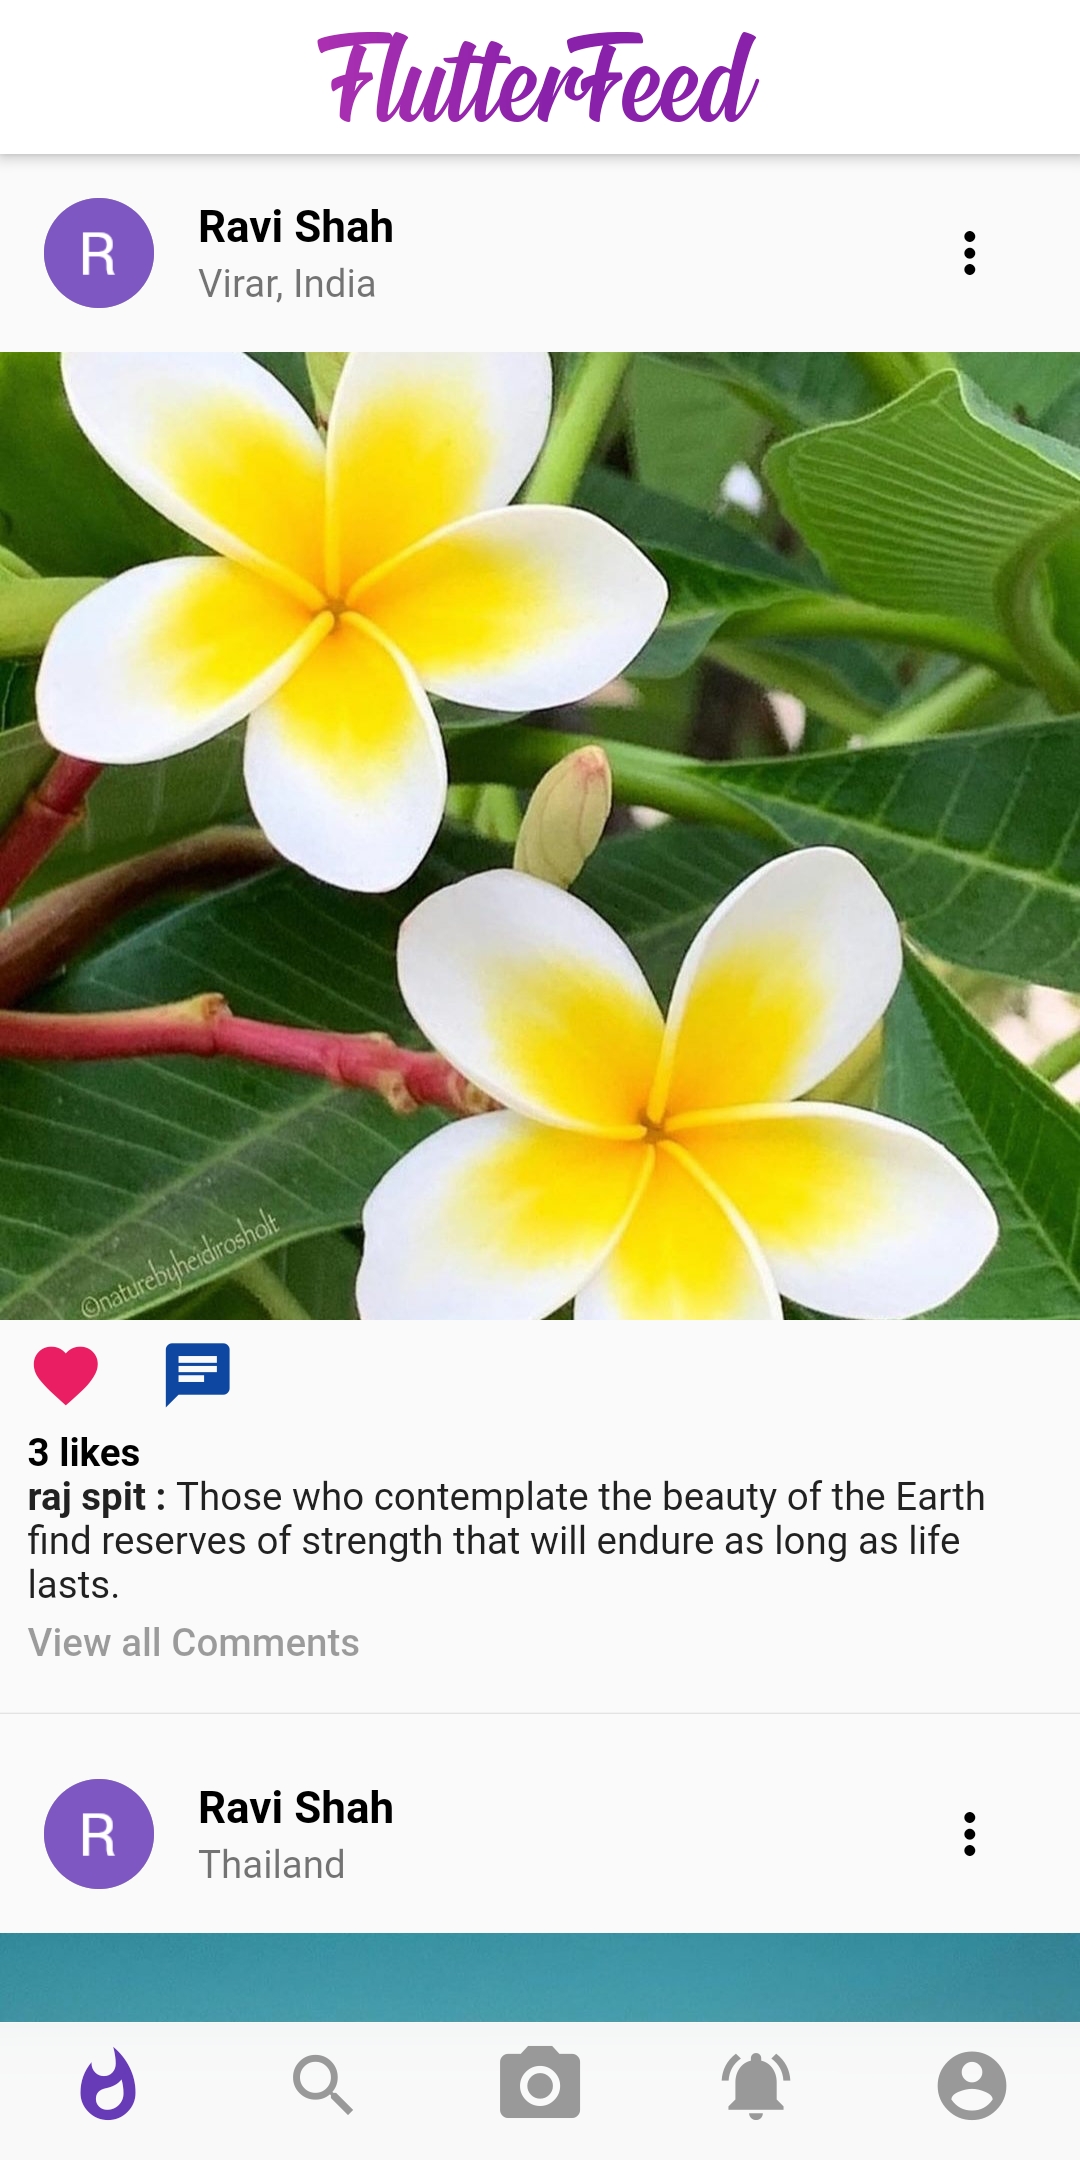 FlutterFeed
R
Ravi Shah
Virar, India
©naturebyheidirosholt
3 likes
raj spit : Those who contemplate the beauty of the Earth
find reserves of strength that will endure as long as life
lasts.
View all Comments
R
Ravi Shah
Thailand